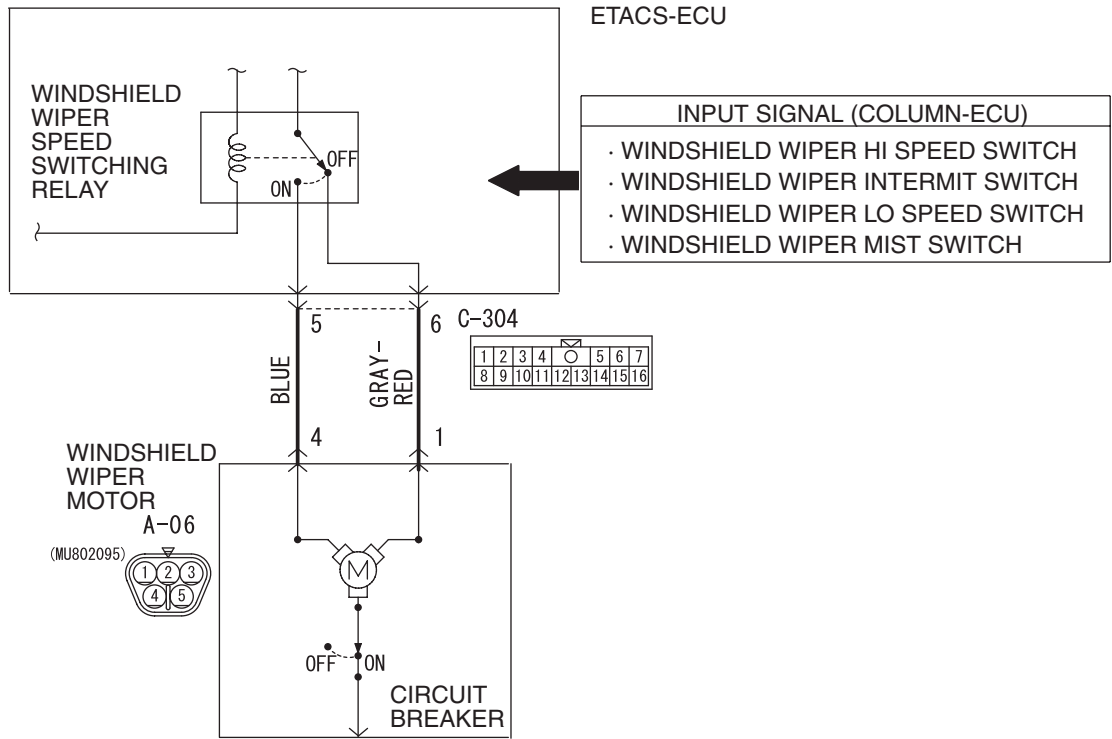 ETACS-ECU
WINDSHIELD
WIPER
SPEED
SWITCHING
RELAY
OFF
ON
INPUT SIGNAL (COLUMN-ECU)
· WINDSHIELD WIPER HI SPEED SWITCH
· WINDSHIELD WIPER INTERMIT SWITCH
· WINDSHIELD WIPER LO SPEED SWITCH
· WINDSHIELD WIPER MIST SWITCH
5
6
C-304
1 2 3 4 5 6 7
8 9 10 11 12 13 14 15 16
BLUE
GRAY-
RED
4
1
WINDSHIELD
WIPER
MOTOR
A-06
(MU802095)
1 2 3
4 5
M
OFF
ON
CIRCUIT
BREAKER